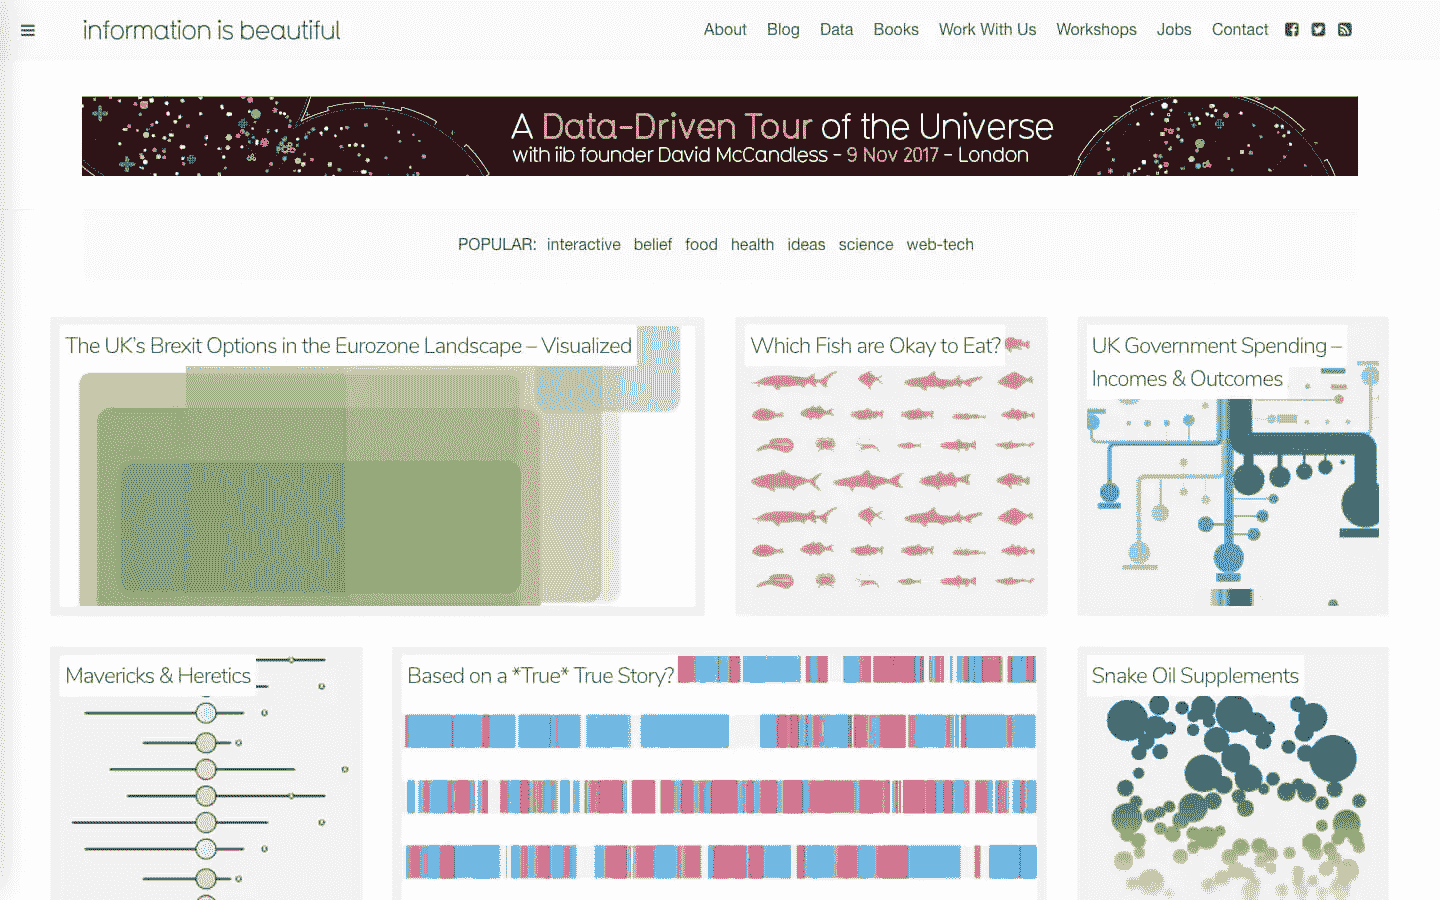 information is beautiful
About Blog Data Books Work With Us Workshops Jobs Contact
A Data-Driven Tour of the Universe
with iib founder David McCandless - 9 Nov 2017 - London
POPULAR: interactive belief food health ideas science web-tech
The UK's Brexit Options in the Eurozone Landscape – Visualized
Which Fish are Okay to Eat?
UK Government Spending –
Incomes & Outcomes
Mavericks & Heretics
Based on a *True* True Story?
Snake Oil Supplements